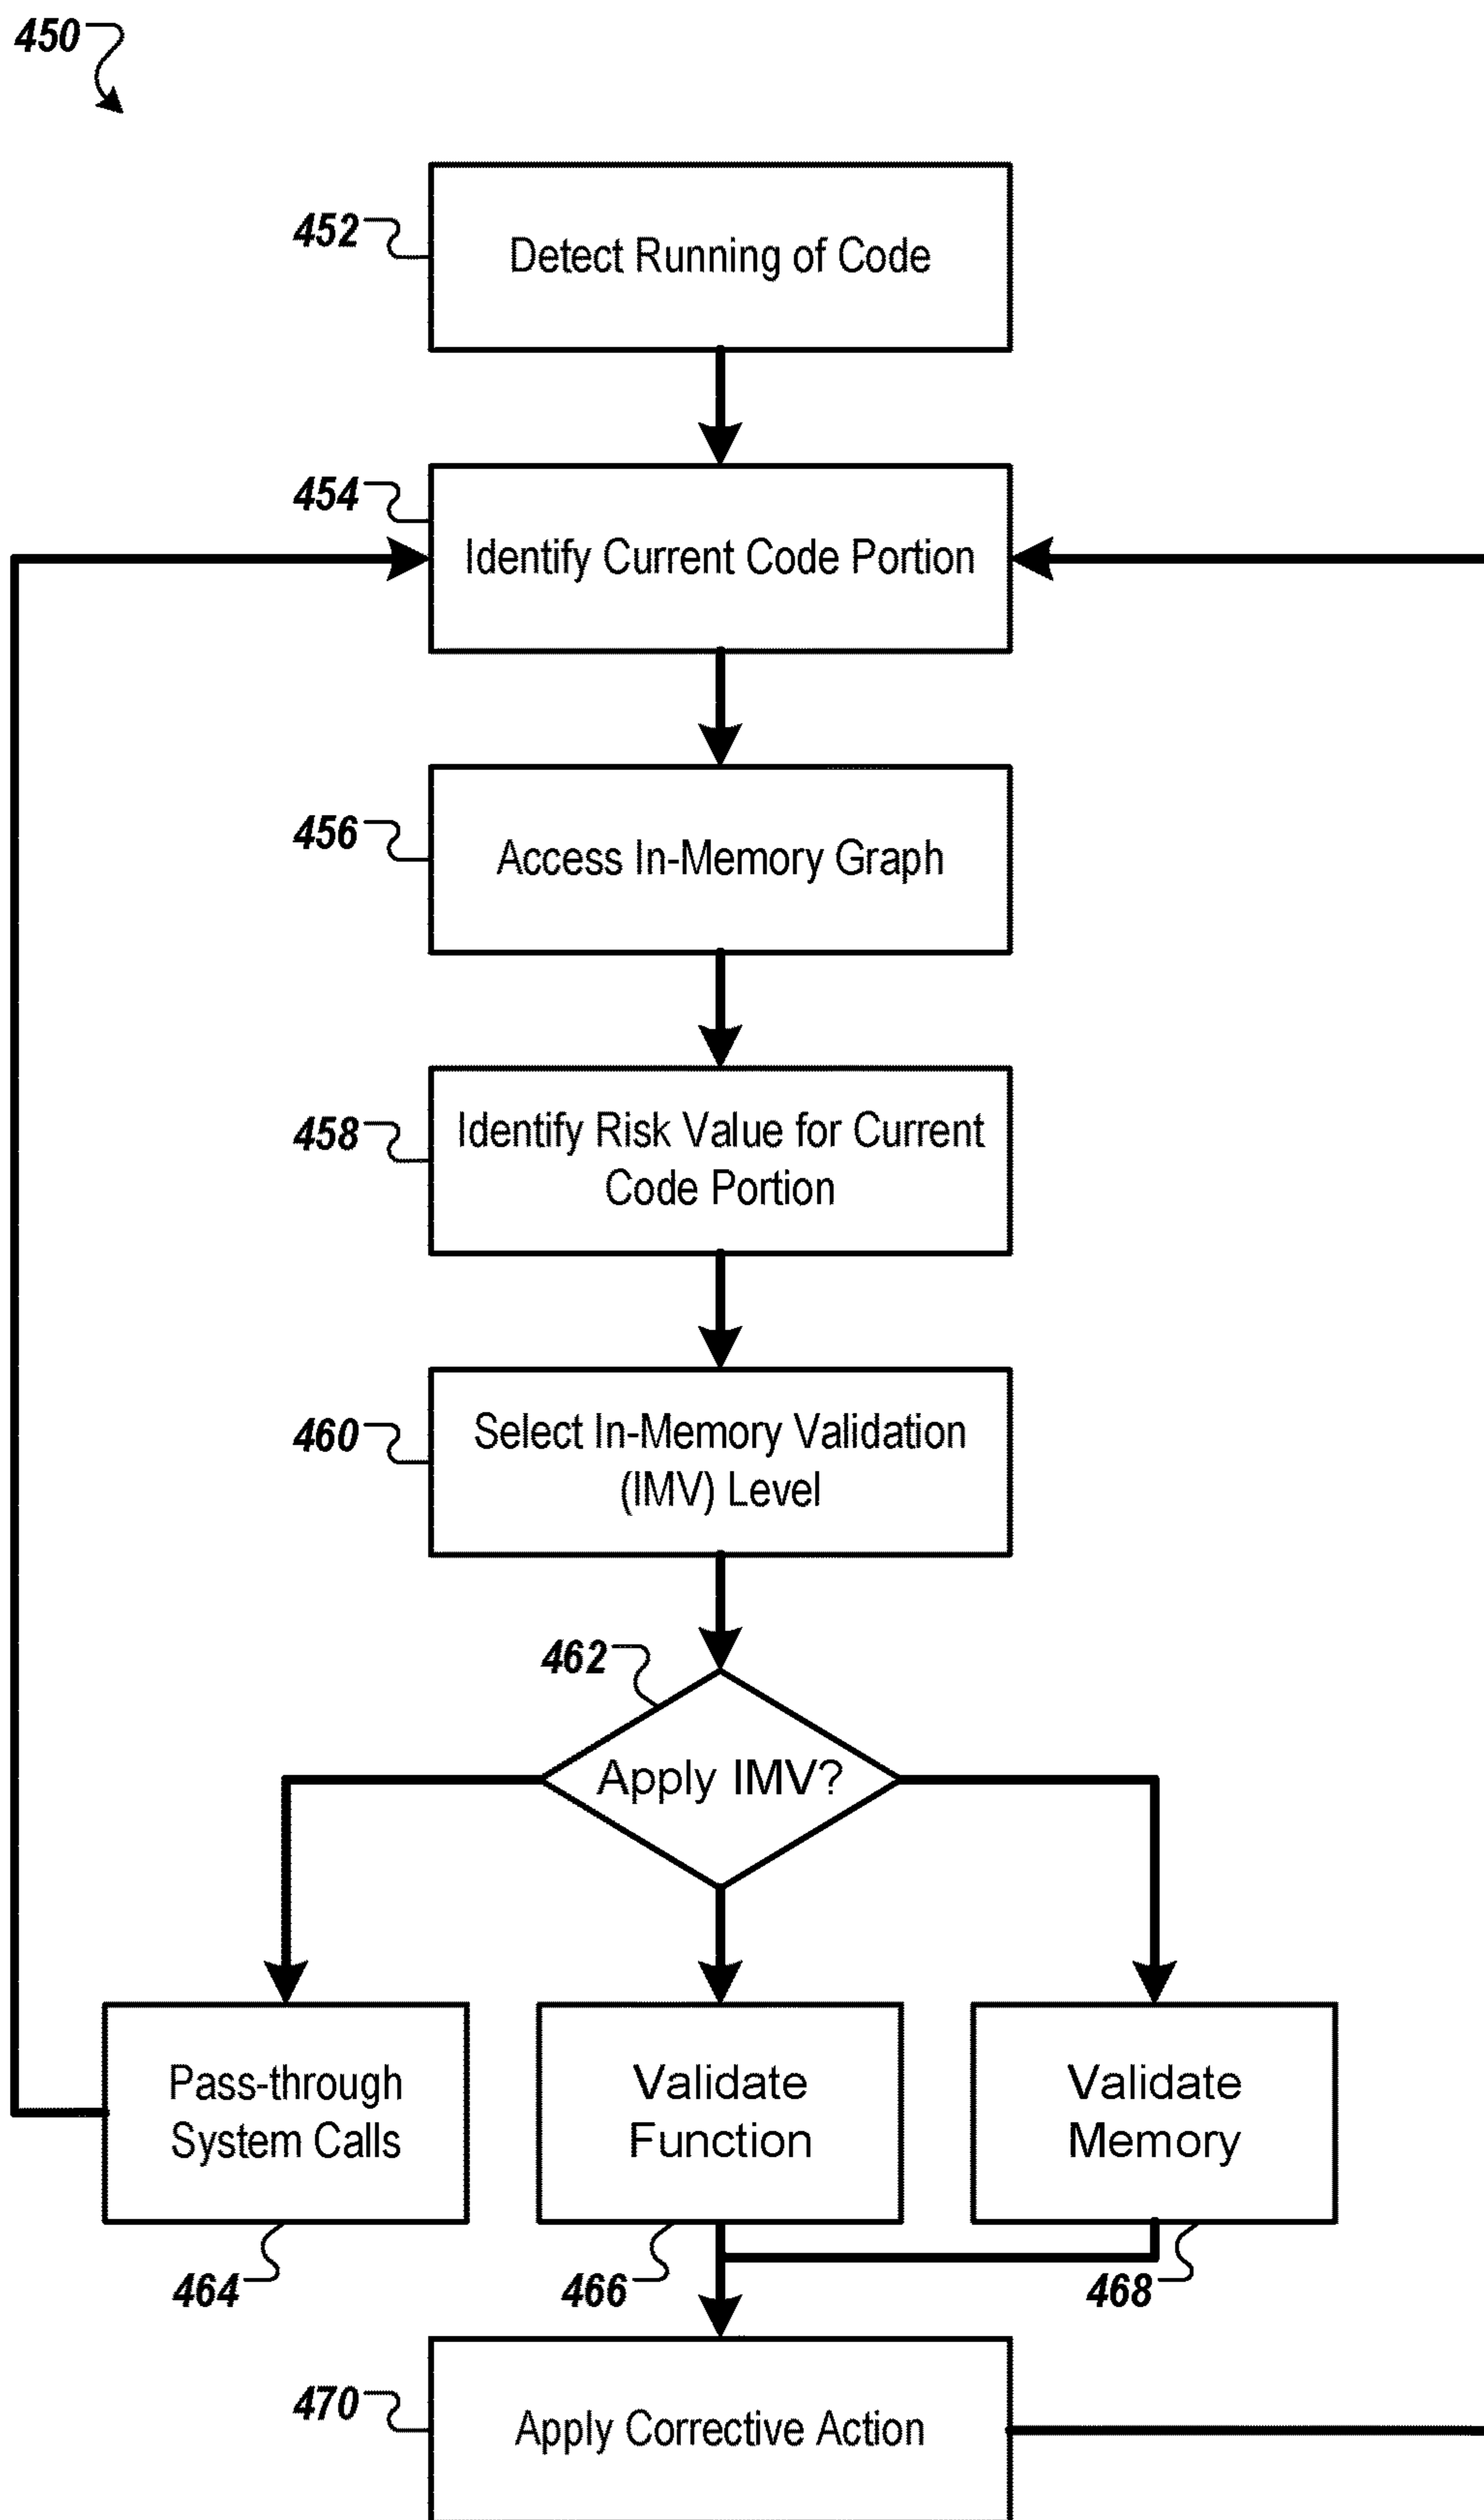 450
452
Detect Running of Code
454
Identify Current Code Portion
456
Access In-Memory Graph
458
Identify Risk Value for Current
Code Portion
460
Select In-Memory Validation
(IMV) Level
462
Apply IMV?
Pass-through
System Calls
464
Validate
Function
466
Validate
Memory
468
470
Apply Corrective Action